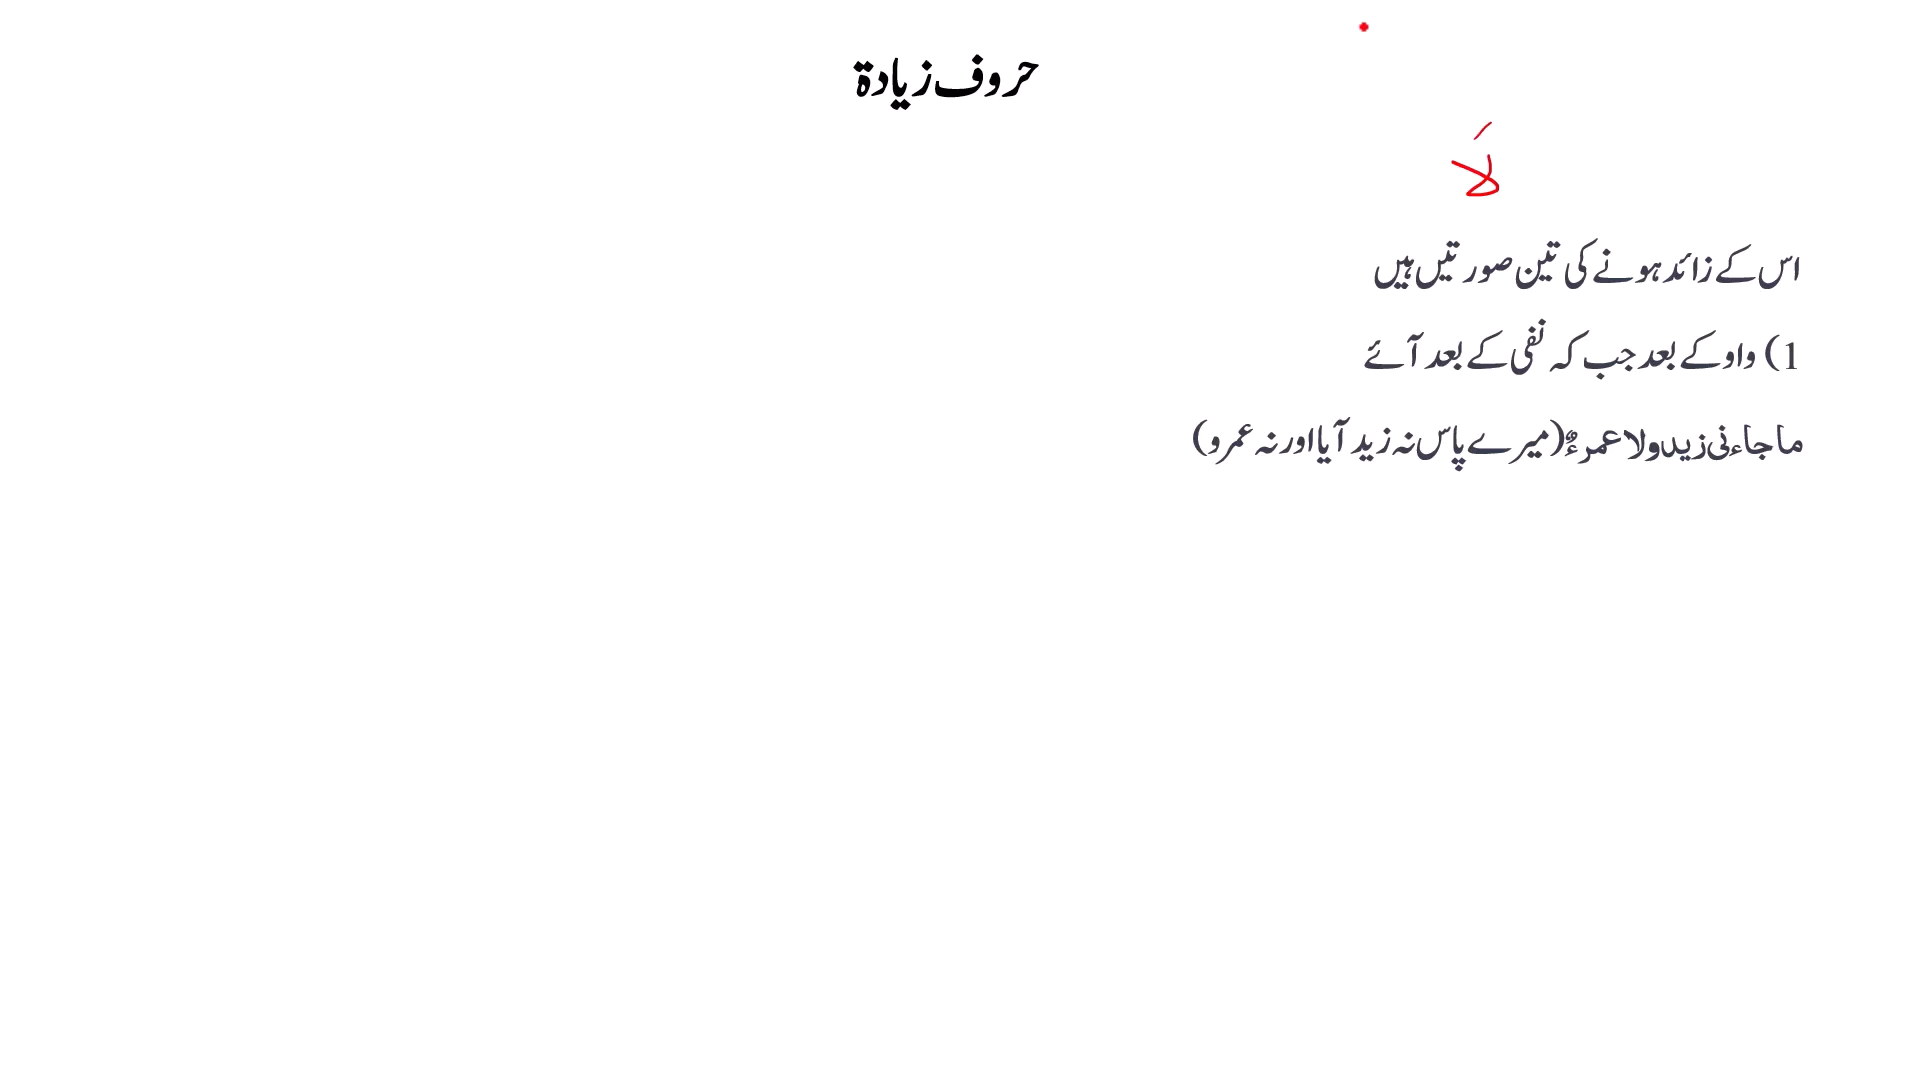 حروف زیادۃ
لَا
اس کے زائد ہونے کی تین صورتیں ہیں
1) واو کے بعد جب کہ نفی کے بعد آئے
ما جاءنی زید ولا عمرءٌ (میرے پاس نہ زید آیا اور نہ عمرو)